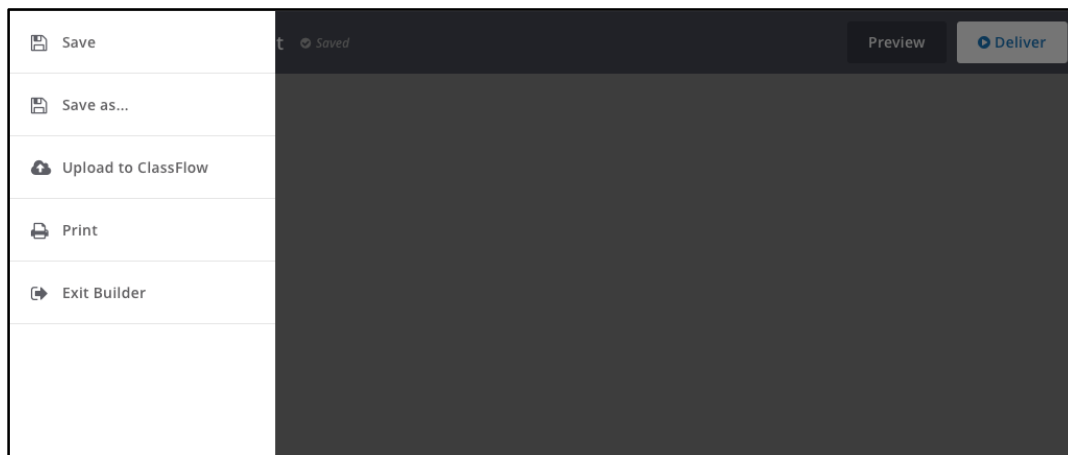 Save
t Saved
Preview
Deliver
Save as...
Upload to ClassFlow
Print
Exit Builder